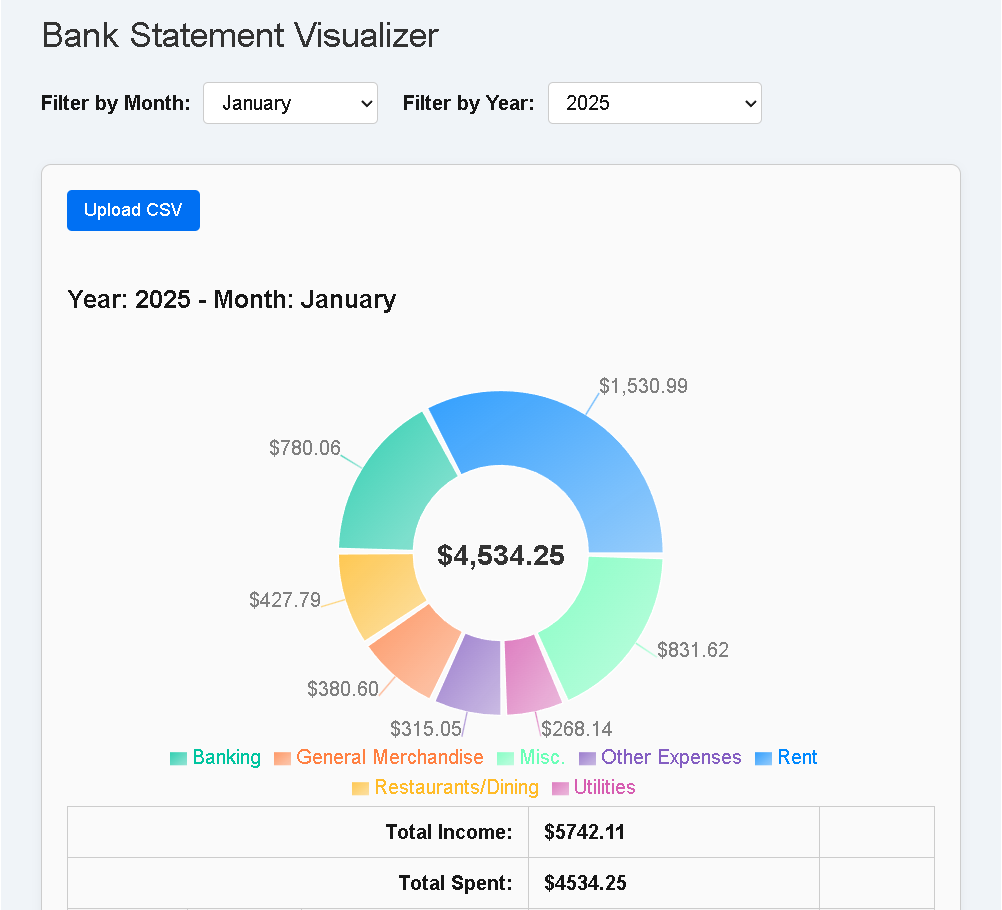 Bank Statement Visualizer
Filter by Month: January Filter by Year: 2025
Upload CSV
Year: 2025 - Month: January
$1,530.99
$780.06
$4,534.25
$427.79
$831.62
$380.60
$315.05 $268.14
Banking General Merchandise Misc. Other Expenses Rent
Restaurants/Dining Utilities
Total Income: $5742.11
Total Spent: $4534.25